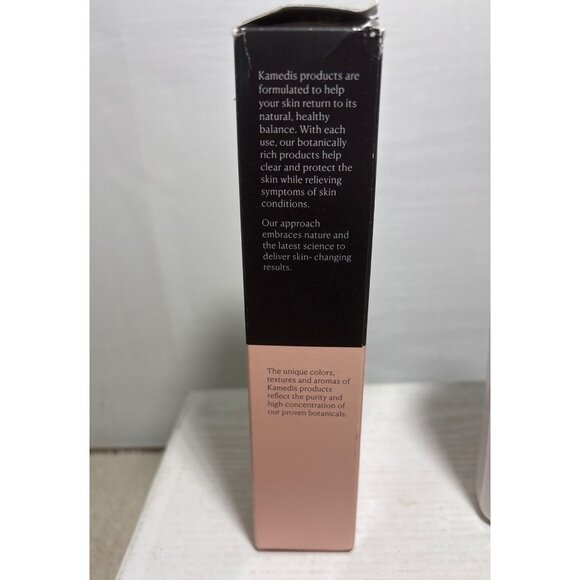 Kamedis products are
formulated to help
your skin return to its
natural, healthy
balance. With each
use, our botanically
rich products help
clear and protect the
skin while relieving
symptoms of skin
conditions.
Our approach
embraces nature and
the latest science to
deliver skin- changing
results.
The unique colors,
textures and aromas of
Kamedis products
reflect the purity and
high concentration of
our proven botanicals.